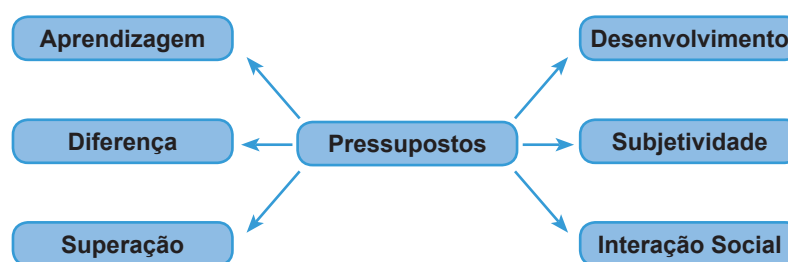 Aprendizagem
Desenvolvimento
Diferença
Pressupostos
Subjetividade
Superação
Interação Social